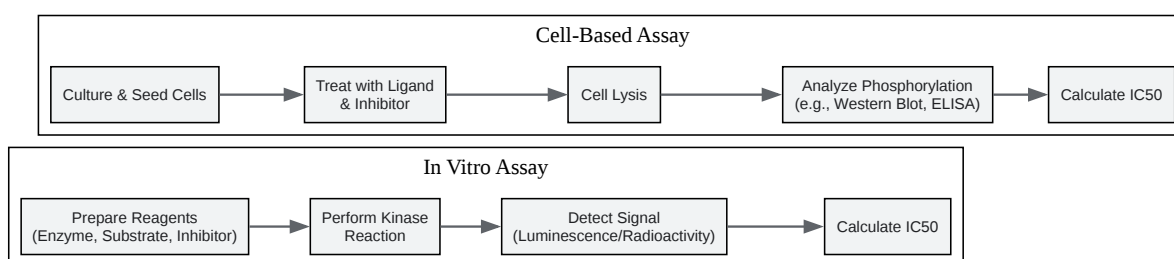 Cell-Based Assay
Culture & Seed Cells
Treat with Ligand
& Inhibitor
Cell Lysis
Analyze Phosphorylation
(e.g., Western Blot, ELISA)
Calculate IC50
In Vitro Assay
Prepare Reagents
(Enzyme, Substrate, Inhibitor)
Perform Kinase
Reaction
Detect Signal
(Luminescence/Radioactivity)
Calculate IC50